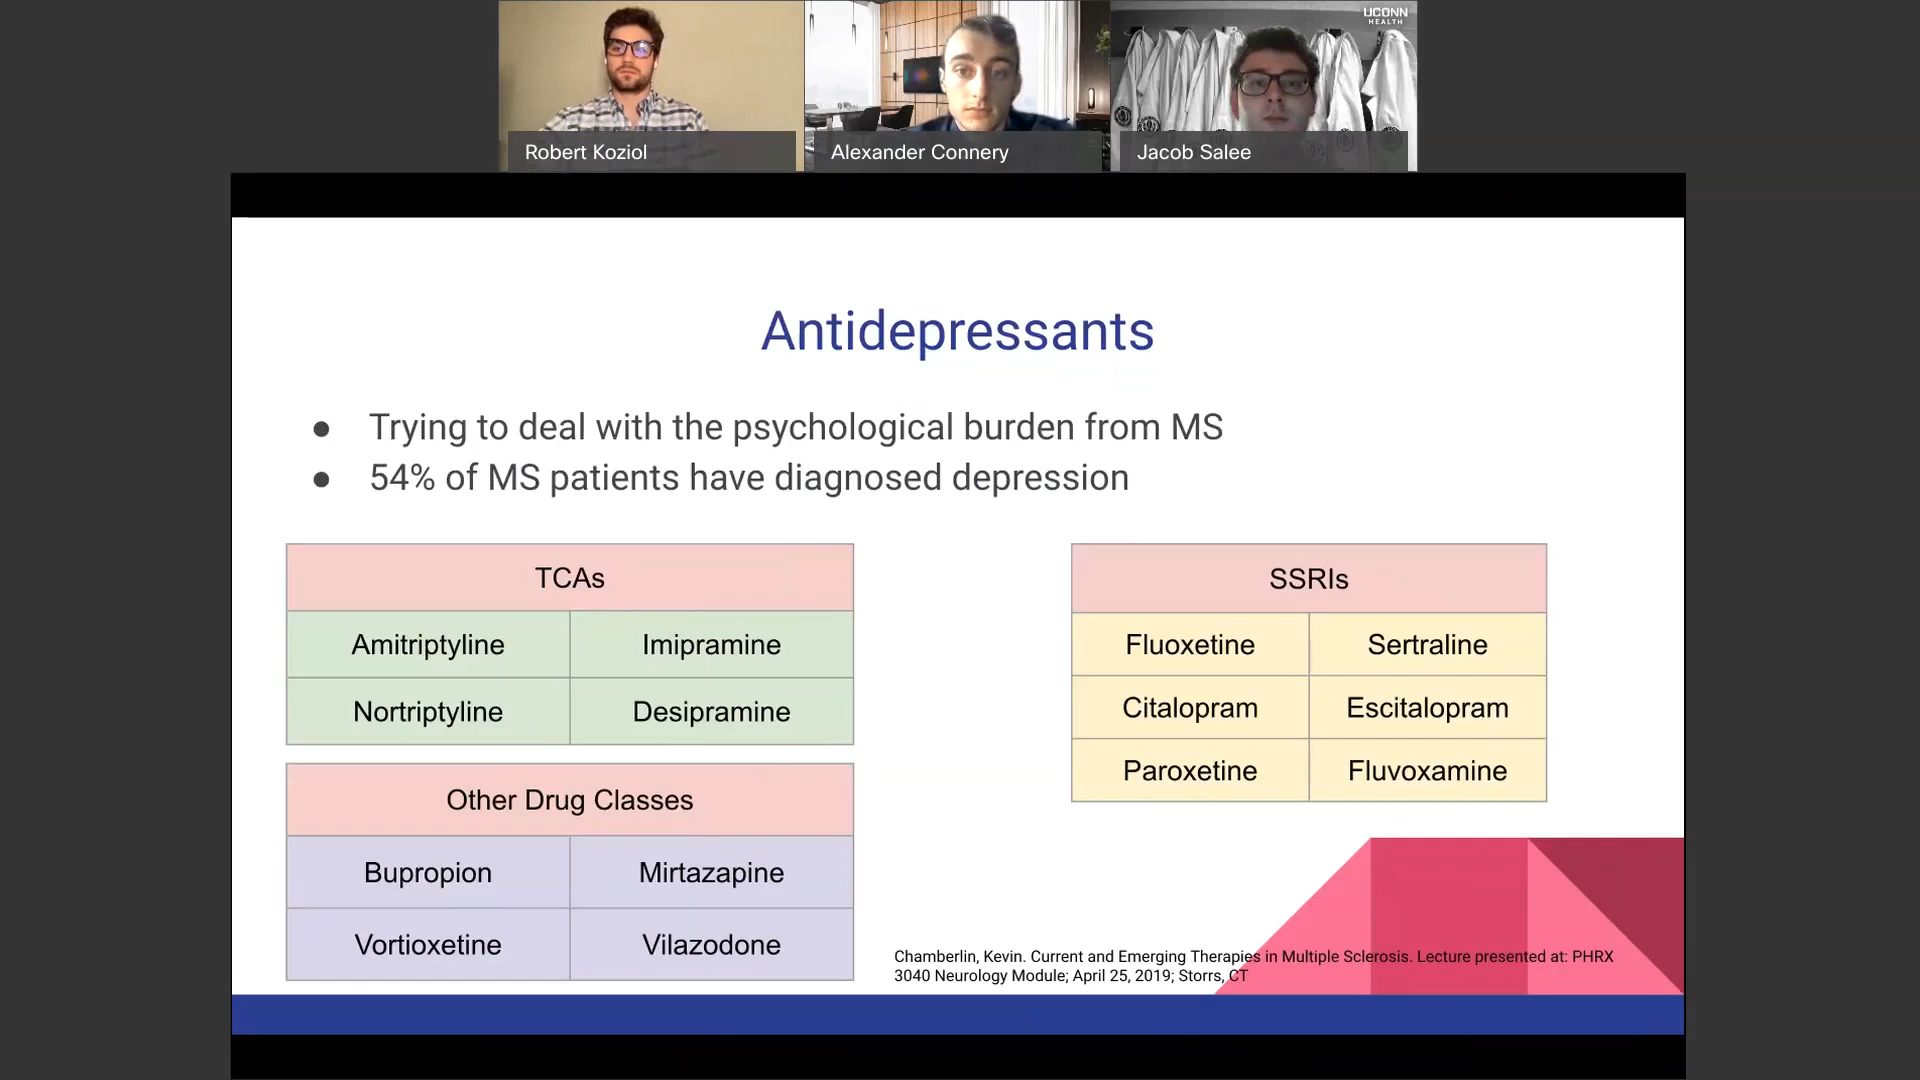 UCONN
HEALTH
Robert Koziol
Alexander Connery
Jacob Salee
Antidepressants
● Trying to deal with the psychological burden from MS
● 54% of MS patients have diagnosed depression
TCAs
Amitriptyline Imipramine
Nortriptyline Desipramine
SSRIs
Fluoxetine Sertraline
Citalopram Escitalopram
Paroxetine Fluvoxamine
Other Drug Classes
Bupropion Mirtazapine
Vortioxetine Vilazodone
Chamberlin, Kevin. Current and Emerging Therapies in Multiple Sclerosis. Lecture presented at: PHRX
3040 Neurology Module; April 25, 2019; Storrs, CT